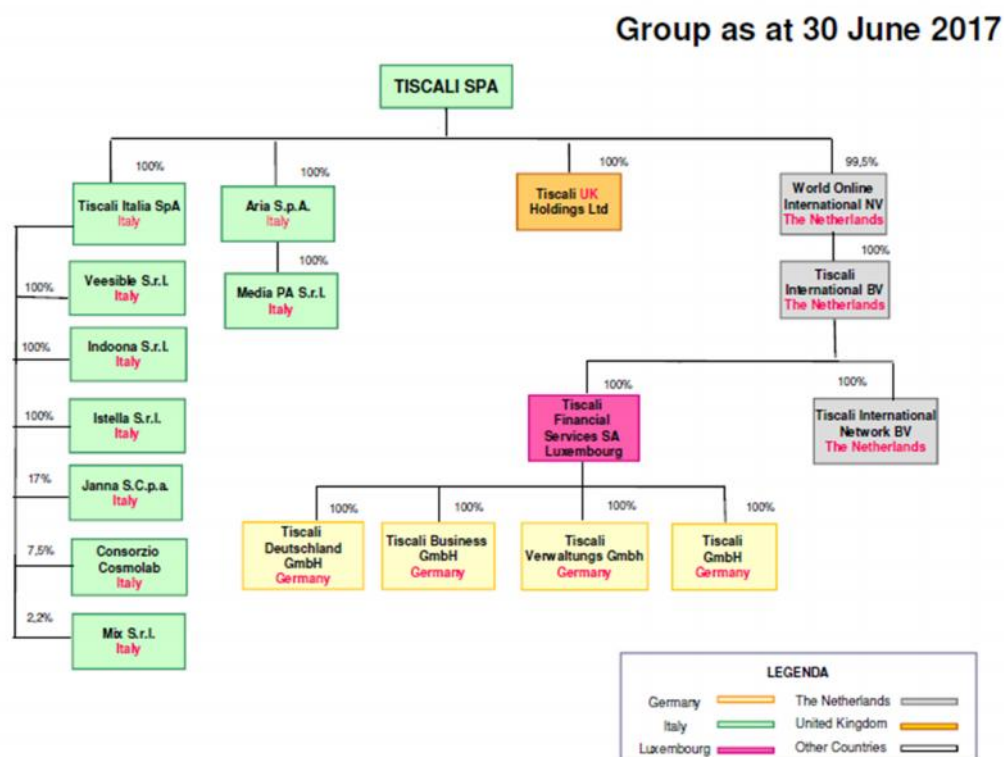 Group as at 30 June 2017
TISCALI SPA
100%
100%
100%
99,5%
Tiscali Italia SpA
Italy
Aria S.p.A.
Italy
Tiscali UK
Holdings Ltd
World Online
International NV
The Netherlands
100%
Veesible S.r.l.
Italy
100%
Media PA S.r.l.
Italy
100%
Tiscali
International BV
The Netherlands
100%
Indoona S.r.l.
Italy
100%
Istella S.r.l.
Italy
100%
Tiscali
Financial
Services SA
Luxembourg
100%
Tiscali International
Network BV
The Netherlands
17%
Janna S.C.p.a.
Italy
7,5%
Consorzio
Cosmolab
Italy
2,2%
Mix S.r.l.
Italy
100%
100%
100%
100%
Tiscali
Deutschland
GmbH
Germany
Tiscali Business
GmbH
Germany
Tiscali
Verwaltungs Gmbh
Germany
Tiscali
GmbH
Germany
LEGENDA
Germany
The Netherlands
Italy
United Kingdom
Luxembourg
Other Countries